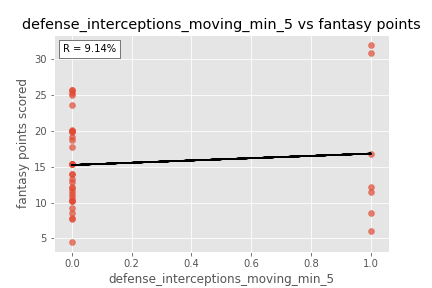 defense_interceptions_moving_min_5 vs fantasy points
R = 9.14%
fantasy points scored
30
25
20
15
10
5
0.0 0.2 0.4 0.6 0.8 1.0
defense_interceptions_moving_min_5